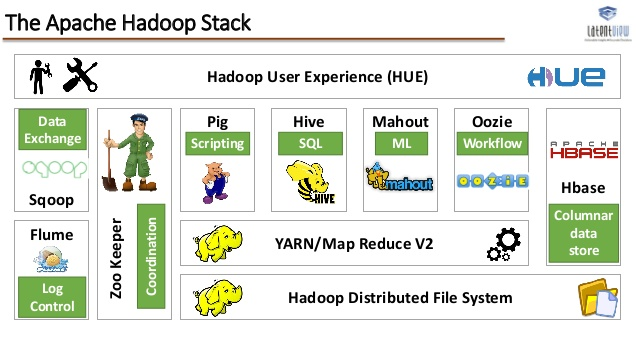 The Apache Hadoop Stack
LatentView
Hadoop User Experience (HUE)
HUE
Data
Exchange
sqoop
Sqoop
Flume
Log
Control
Zoo Keeper
Coordination
Pig
Scripting
Hive
SQL
HIVE
Mahout
ML
mahout
Oozie
Workflow
OOZIE
APACHE
HBASE
Hbase
Columnar
data
store
YARN/Map Reduce V2
Hadoop Distributed File System